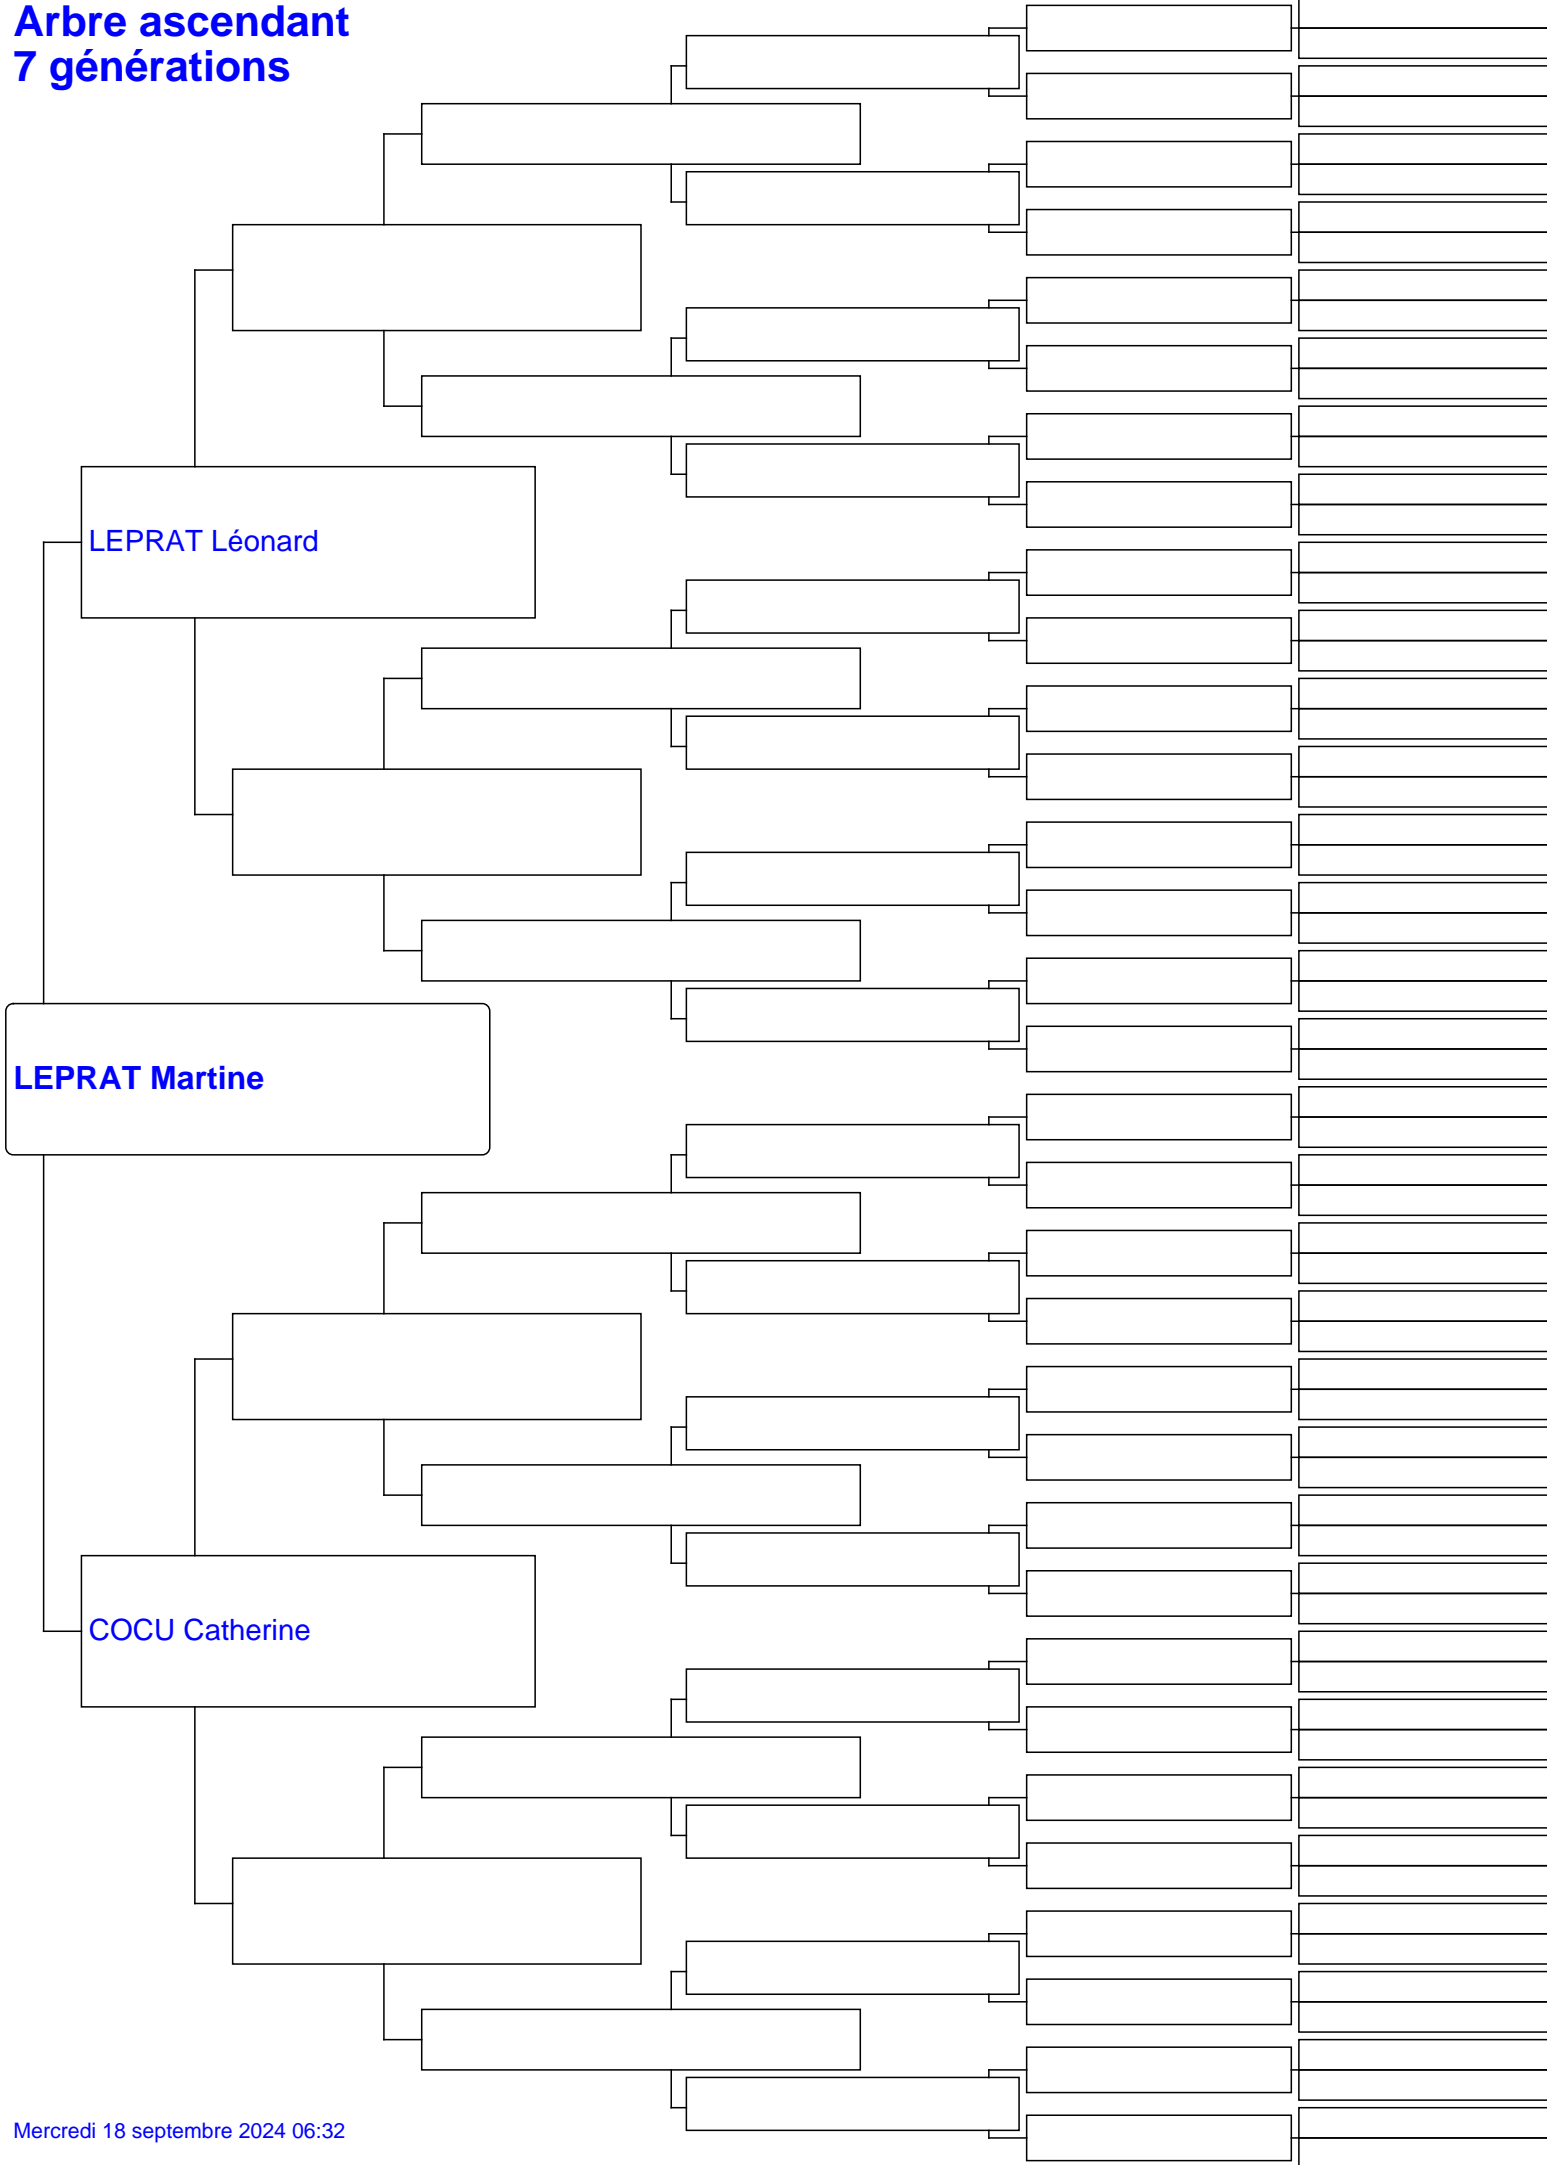 Arbre ascendant
7 générations
LEPRAT Léonard
LEPRAT Martine
COCU Catherine
Mercredi 18 septembre 2024 06:32